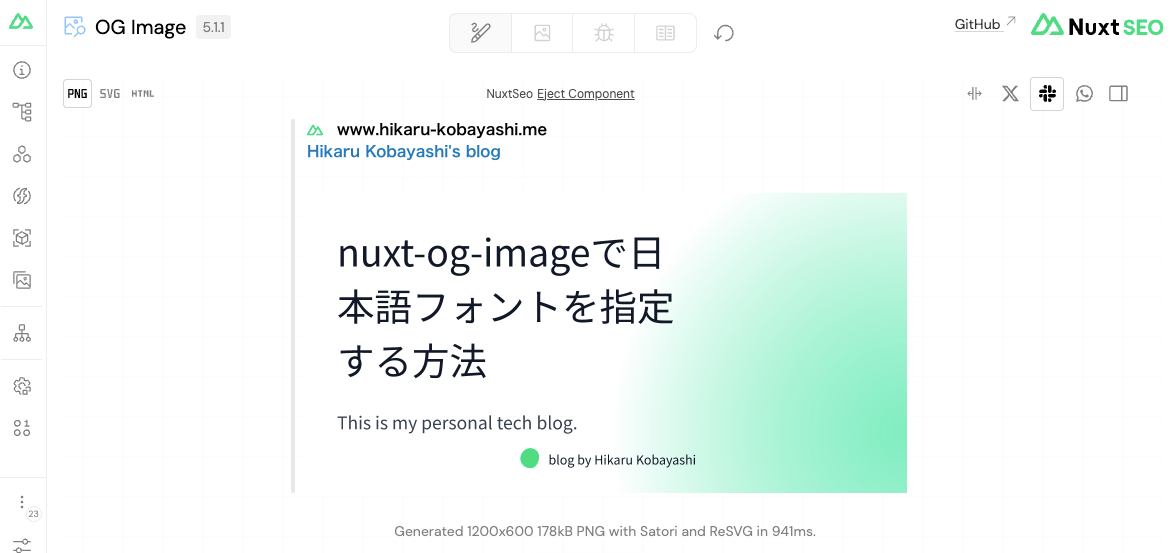 OG Image 5.1.1
GitHub
Nuxt SEO
PNG SVG HTML
NuxtSeo Eject Component
www.hikaru-kobayashi.me
Hikaru Kobayashi's blog
nuxt-og-imageで日
本語フォントを指定
する方法
This is my personal tech blog.
blog by Hikaru Kobayashi
23
Generated 1200x600 178kB PNG with Satori and ReSVG in 941ms.